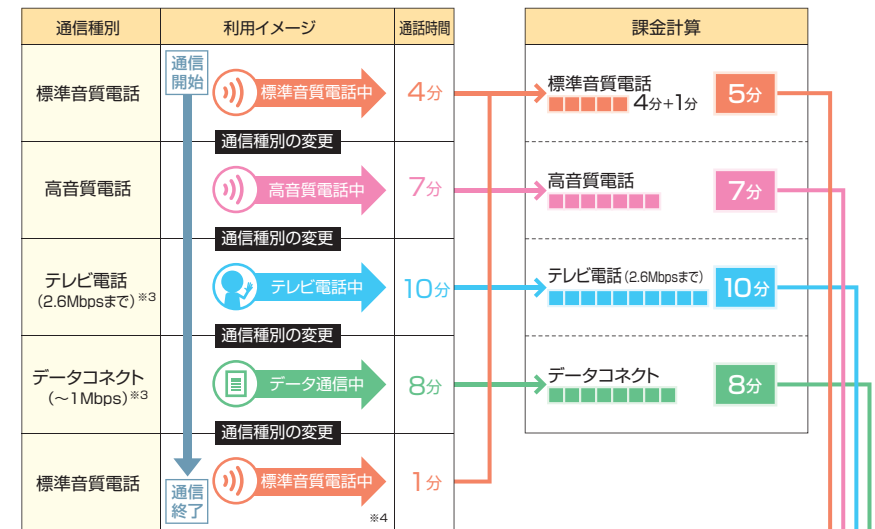 通信種別
利用イメージ
通話時間
課金計算
標準音質電話
通信
開始
標準音質電話中
4分
標準音質電話
4分+1分
5分
通信種別の変更
高音質電話
高音質電話中
7分
高音質電話
7分
通信種別の変更
テレビ電話
(2.6Mbpsまで)※3
テレビ電話中
10分
テレビ電話(2.6Mbpsまで)
10分
通信種別の変更
データコネクト
(〜1Mbps)※3
データ通信中
8分
データコネクト
8分
通信種別の変更
標準音質電話
通信
終了
標準音質電話中
1分
※4